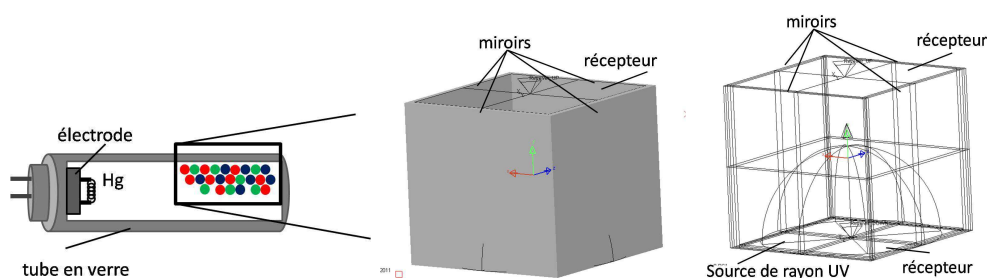 électrode
Hg
tube en verre
miroirs
récepteur
2011
miroirs
récepteur
Source de rayon UV
récepteur